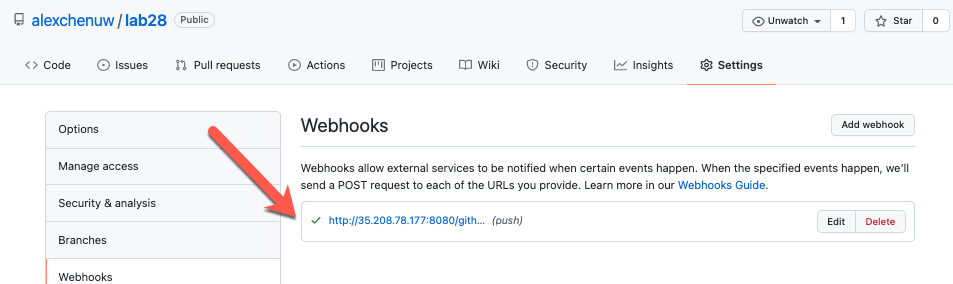 alexchenuw / lab28 Public
Unwatch 1 Star 0
Code Issues Pull requests Actions Projects Wiki Security Insights Settings
Options
Manage access
Security & analysis
Branches
Webhooks
Webhooks
Add webhook
Webhooks allow external services to be notified when certain events happen. When the specified events happen, we'll
send a POST request to each of the URLs you provide. Learn more in our Webhooks Guide.
http://35.208.78.177:8080/gith... (push)
Edit Delete